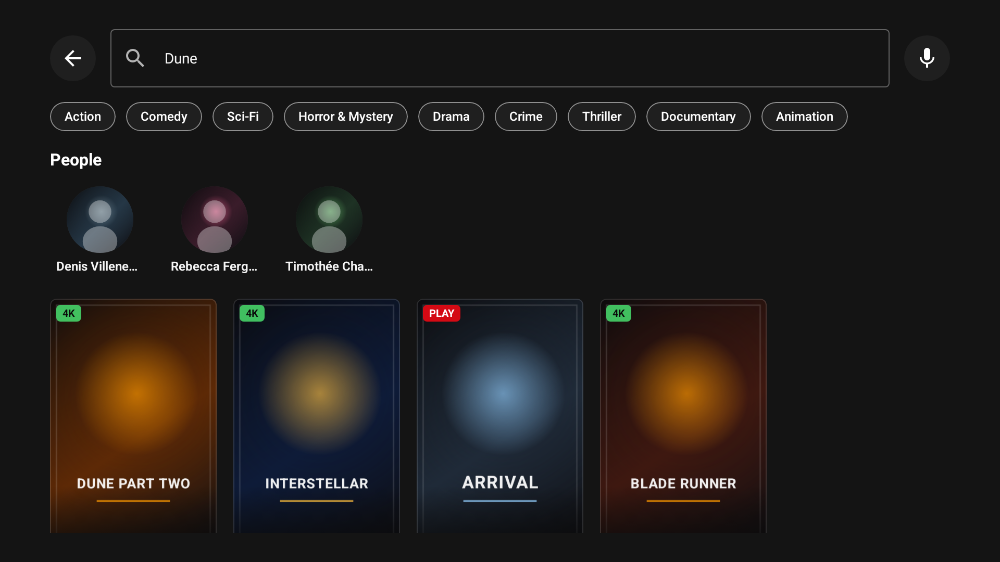 Dune
Action Comedy Sci-Fi Horror & Mystery Drama Crime Thriller Documentary Animation
People
Denis Villene... Rebecca Ferg... Timothée Cha...
4K 4K PLAY 4K
DUNE PART TWO INTERSTELLAR ARRIVAL BLADE RUNNER